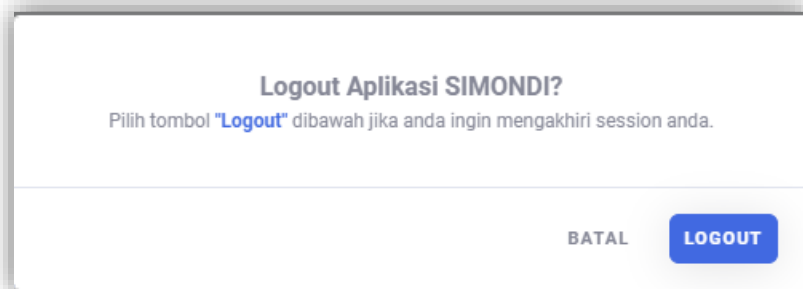 Logout Aplikasi SIMONDI?
Pilih tombol "Logout" dibawah jika anda ingin mengakhiri session anda.
BATAL LOGOUT